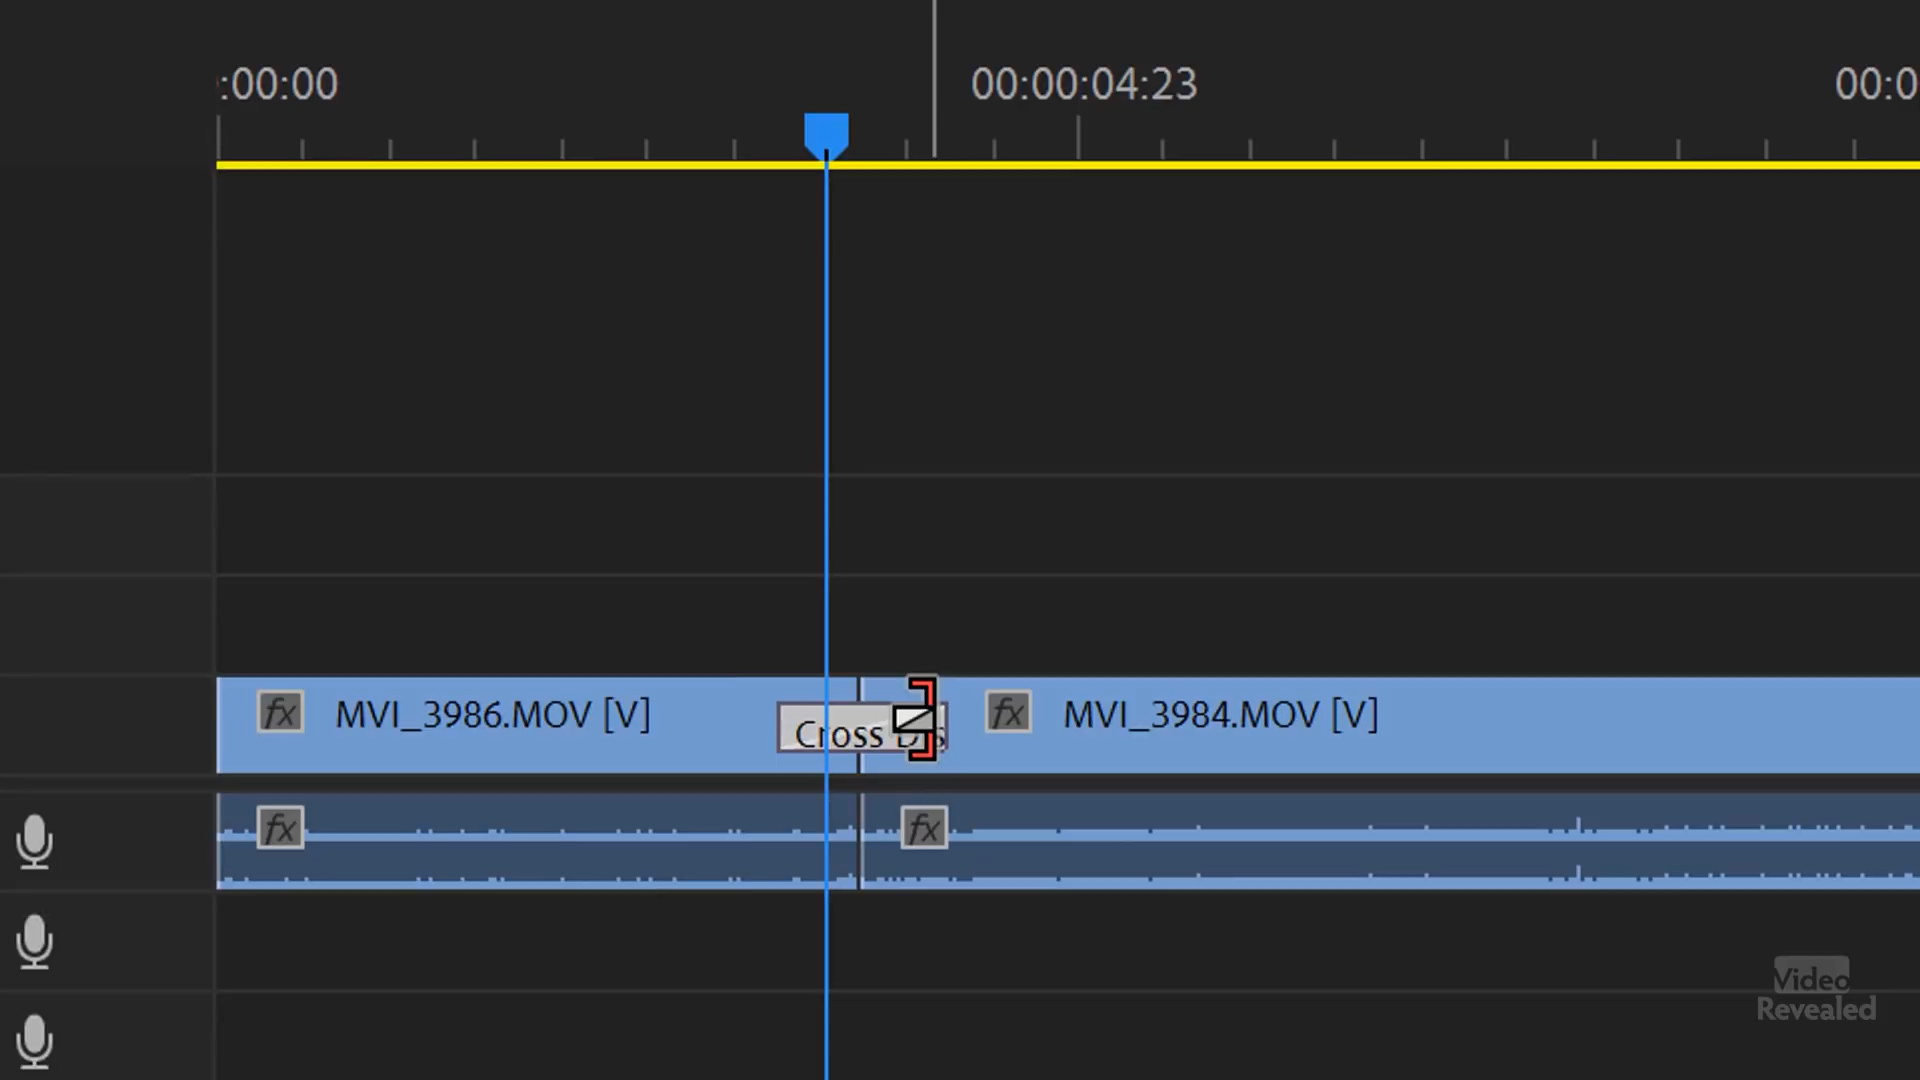 :00:00
00:00:04:23
00:0
fx MVI_3986.MOV [V]
Cross Dis
fx MVI_3984.MOV [V]
fx
fx
Video
Revealed